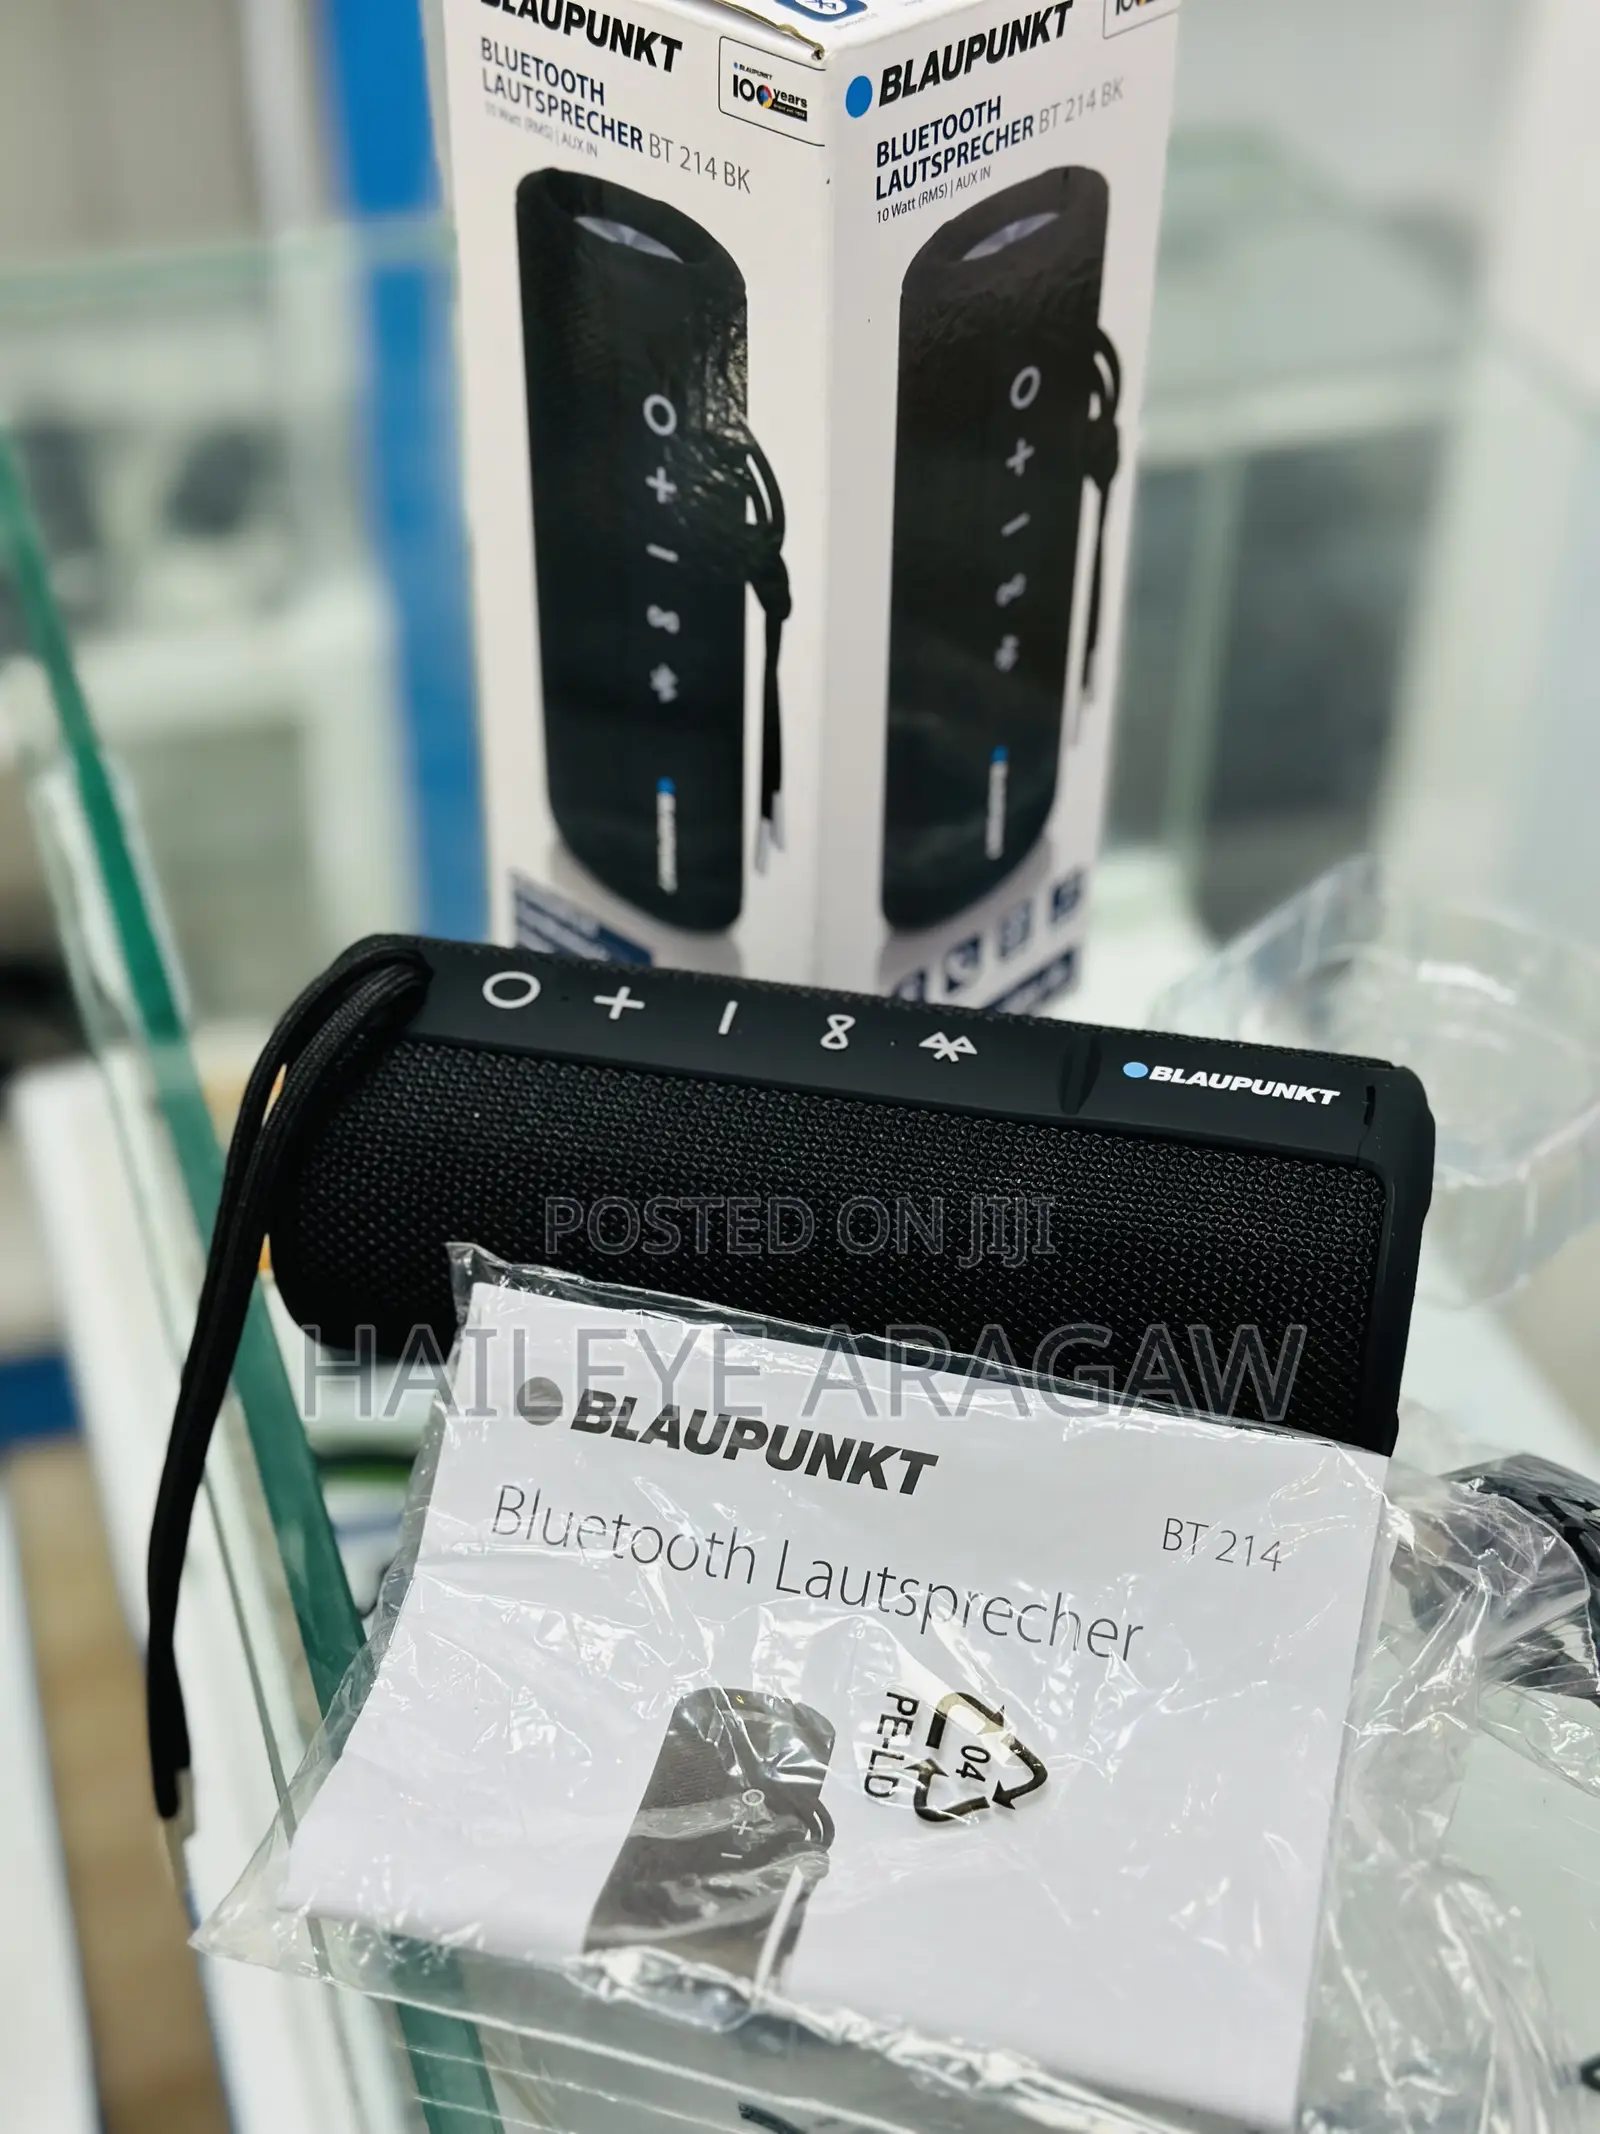 BLAUPUNKT
BLUETOOTH
LAUTSPRECHER BT 214 BK
10 Watt (RMS) | AUX IN
BLAUPUNKT
100 years
BLAUPUNKT
BLUETOOTH
LAUTSPRECHER BT 214 BK
10 Watt (RMS) | AUX IN
BLAUPUNKT
BLAUPUNKT
BLAUPUNKT
POSTED ON JIJI
HAILEYE ARAGAW
BLAUPUNKT
Bluetooth Lautsprecher
BT 214
04
PE-LD